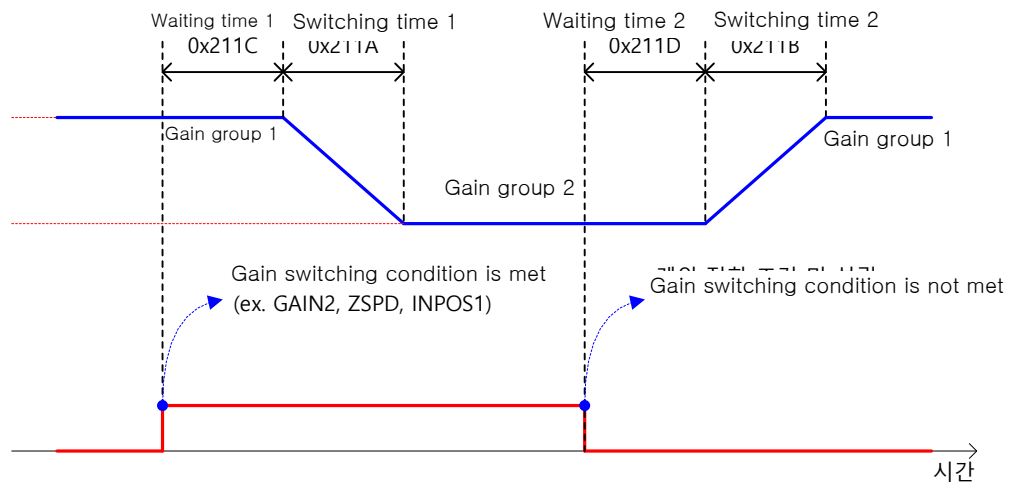 Waiting time 1
Switching time 1
Waiting time 2
Switching time 2
0x211C
0x211A
0x211D
0x211B
Gain group 1
Gain group 1
Gain group 2
Gain switching condition is met
(ex. GAIN2, ZSPD, INPOS1)
Gain switching condition is not met
시간